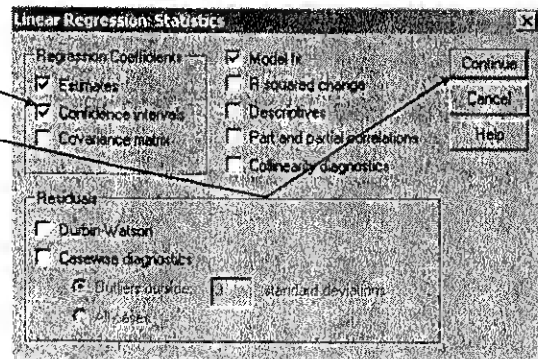 Linear Regression: Statistics
Regression Coefficients
Estimates
Confidence intervals
Covariance matrix
Model fit
R squared change
Descriptives
Part and partial correlations
Collinearity diagnostics
Continue
Cancel
Help
Residuals
Durbin-Watson
Casewise diagnostics
Outliers outside: 3 standard deviations
All cases